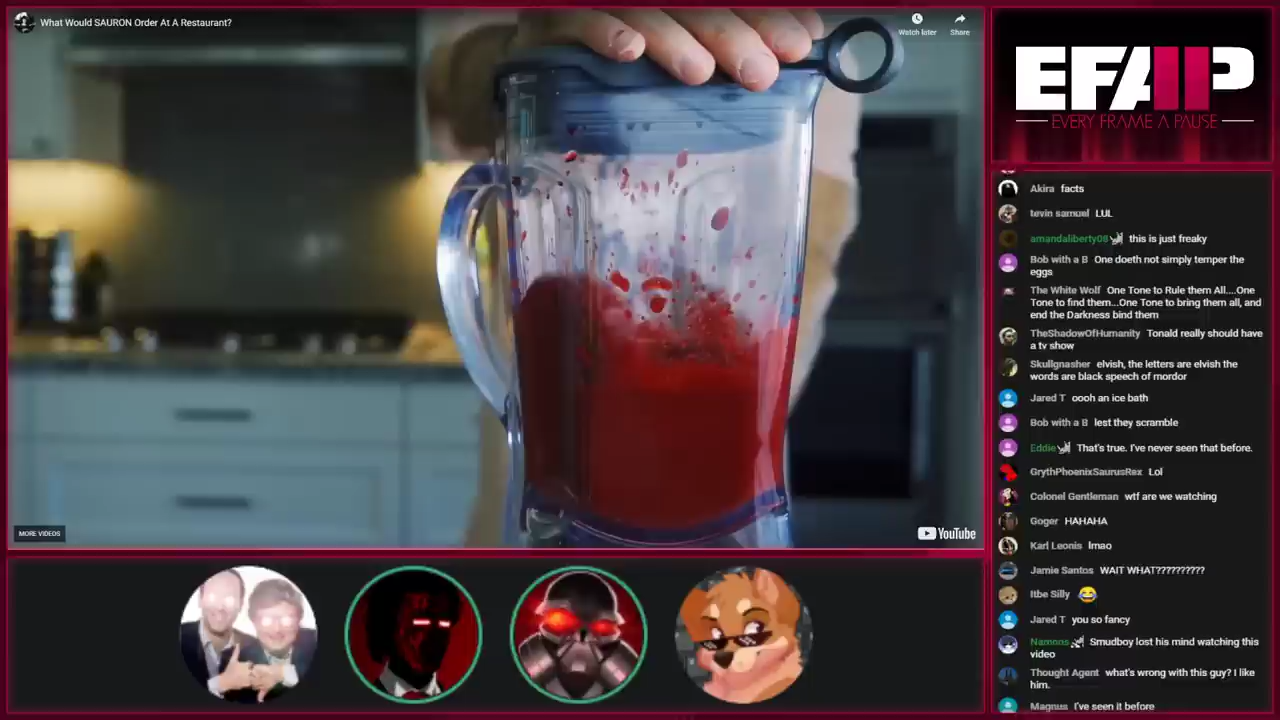 What Would SAURON Order At A Restaurant?
Watch later
Share
MORE VIDEOS
YouTube
EFAP
EVERY FRAME A PAUSE
Akira facts
tevin samuel LUL
amandaliberty08 this is just freaky
Bob with a B One doeth not simply temper the
eggs
The White Wolf One Tone to Rule them All....One
Tone to find them...One Tone to bring them all, and
end the Darkness bind them
TheShadowOfHumanity Tonald really should have
a tv show
Skullgnasher elvish, the letters are elvish the
words are black speech of mordor
Jared T oooh an ice bath
Bob with a B lest they scramble
Eddie That's true. I've never seen that before.
GrythPhoenixSaurusRex Lol
Colonel Gentleman wtf are we watching
Goger HAHAHA
Karl Leonis lmao
Jamie Santos WAIT WHAT??????????
Itbe Silly 😂
Jared T you so fancy
Namons Smudboy lost his mind watching this
video
Thought Agent what's wrong with this guy? I like
him.
Magnus I've seen it before